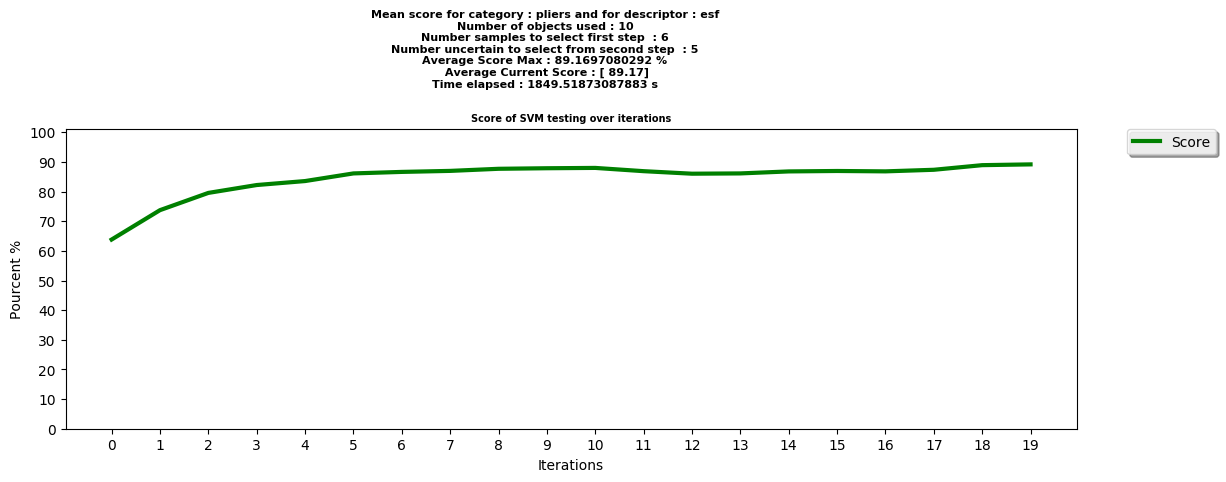 Mean score for category : pliers and for descriptor : esf
Number of objects used : 10
Number samples to select first step  : 6
Number uncertain to select from second step  : 5
Average Score Max : 89.1697080292 %
Average Current Score : [ 89.17]
Time elapsed : 1849.51873087883 s
Score of SVM testing over iterations
Score
Pourcent %
100
90
80
70
60
50
40
30
20
10
0
0 1 2 3 4 5 6 7 8 9 10 11 12 13 14 15 16 17 18 19
Iterations